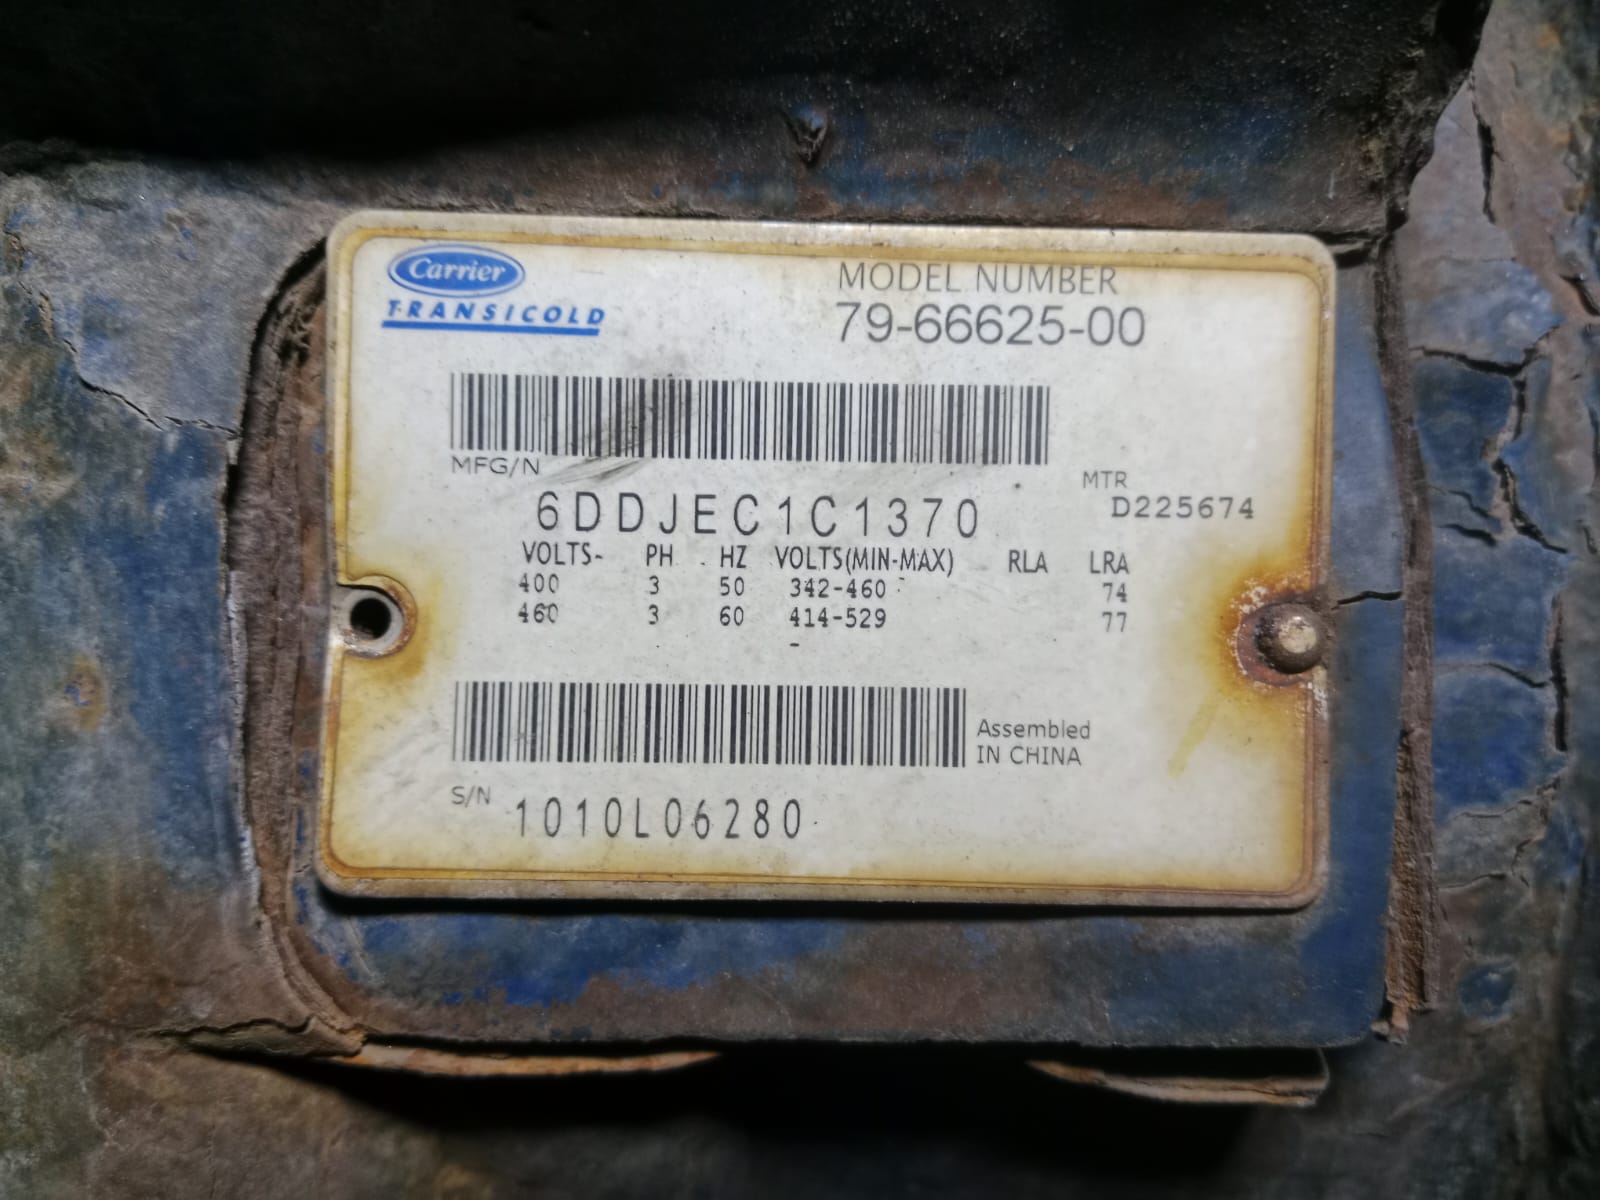 Carrier
TRANSICOLD
MODEL NUMBER
79-66625-00
MFG/N
6DDJEC1C1370
MTR
D225674
VOLTS- PH HZ VOLTS(MIN-MAX) RLA LRA
400 3 50 342-460 74
460 3 60 414-529 77
-
Assembled
IN CHINA
S/N 1010L06280